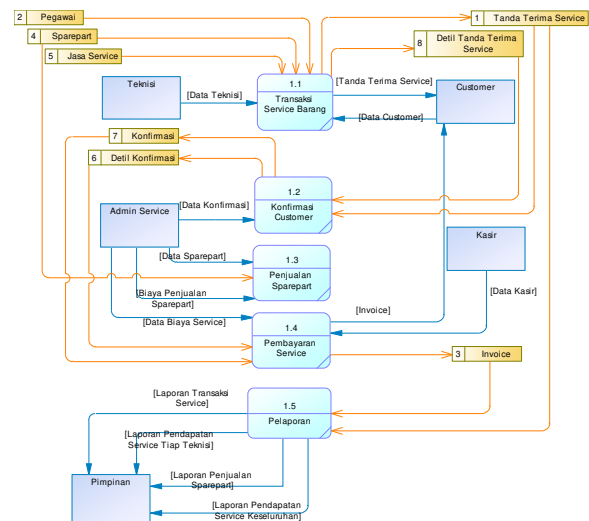 2 Pegawai
1 Tanda Terima Service
4 Sparepart
8 Detil Tanda Terima
Service
5 Jasa Service
Teknisi
[Data Teknisi]
1.1
Transaksi
Service Barang
[Tanda Terima Service]
[Data Customer]
Customer
7 Konfirmasi
6 Detil Konfirmasi
1.2
Konfirmasi
Customer
Admin Service
[Data Konfirmasi]
Kasir
[Data Sparepart]
1.3
Penjualan
Sparepart
[Biaya Penjualan
Sparepart]
[Data Kasir]
[Data Biaya Service]
1.4
Pembayaran
Service
[Invoice]
3 Invoice
[Laporan Transaksi
Service]
1.5
Pelaporan
[Laporan Pendapatan
Service Tiap Teknisi]
Pimpinan
[Laporan Penjualan
Sparepart]
[Laporan Pendapatan
Service Keseluruhan]